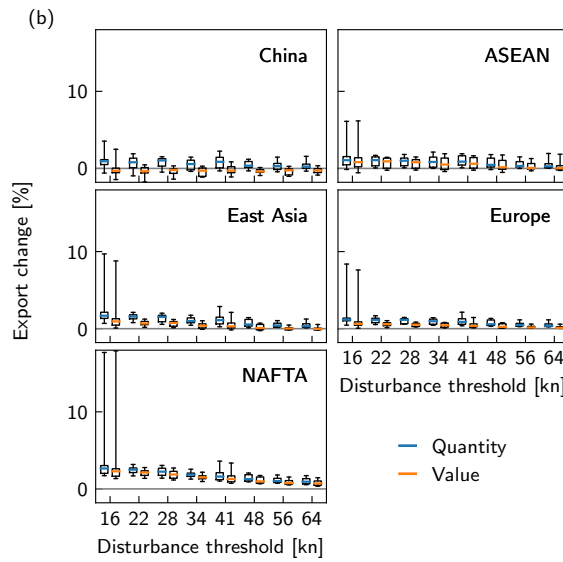 (b)
China
ASEAN
10
0
East Asia
Europe
10
0
16 22 28 34 41 48 56 64
Disturbance threshold [kn]
NAFTA
10
0
16 22 28 34 41 48 56 64
Disturbance threshold [kn]
Export change [%]
Quantity
Value